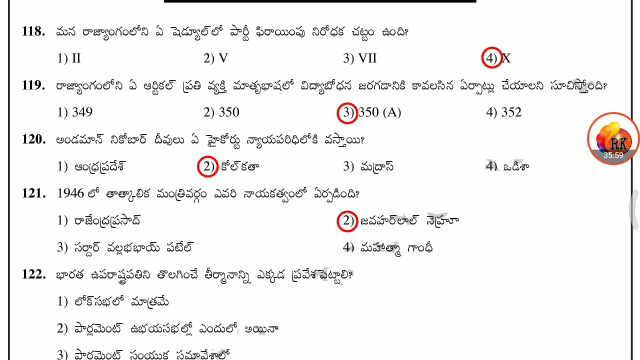 118. మన రాజ్యాంగంలోని ఏ షెడ్యూల్‌లో పార్టీ ఫిరాయింపు నిరోధక చట్టం ఉంది?
1) II 2) V 3) VII 4) X
119. రాజ్యాంగంలోని ఏ ఆర్టికల్ ప్రతి వ్యక్తి మాతృభాషలో విద్యాబోధన జరగడానికి కావలసిన ఏర్పాట్లు చేయాలని సూచిస్తోంది?
1) 349 2) 350 3) 350 (A) 4) 352
120. అండమాన్ నికోబార్ దీవులు ఏ హైకోర్టు న్యాయపరిధిలోకి వస్తాయి?
1) ఆంధ్రప్రదేశ్ 2) కోల్‌కతా 3) మద్రాస్ 4) ఒడిశా
RK
35:59
121. 1946 లో తాత్కాలిక మంత్రివర్గం ఎవరి నాయకత్వంలో ఏర్పడింది?
1) రాజేంద్రప్రసాద్ 2) జవహర్‌లాల్ నెహ్రూ
3) సర్దార్ వల్లభభాయ్ పటేల్ 4) మహాత్మా గాంధీ
122. భారత ఉపరాష్ట్రపతిని తొలగించే తీర్మానాన్ని ఎక్కడ ప్రవేశపెట్టాలి?
1) లోక్‌సభలో మాత్రమే
2) పార్లమెంట్ ఉభయసభల్లో ఎందులో అయినా
3) పార్లమెంట్ సంయుక్త సమావేశాల్లో